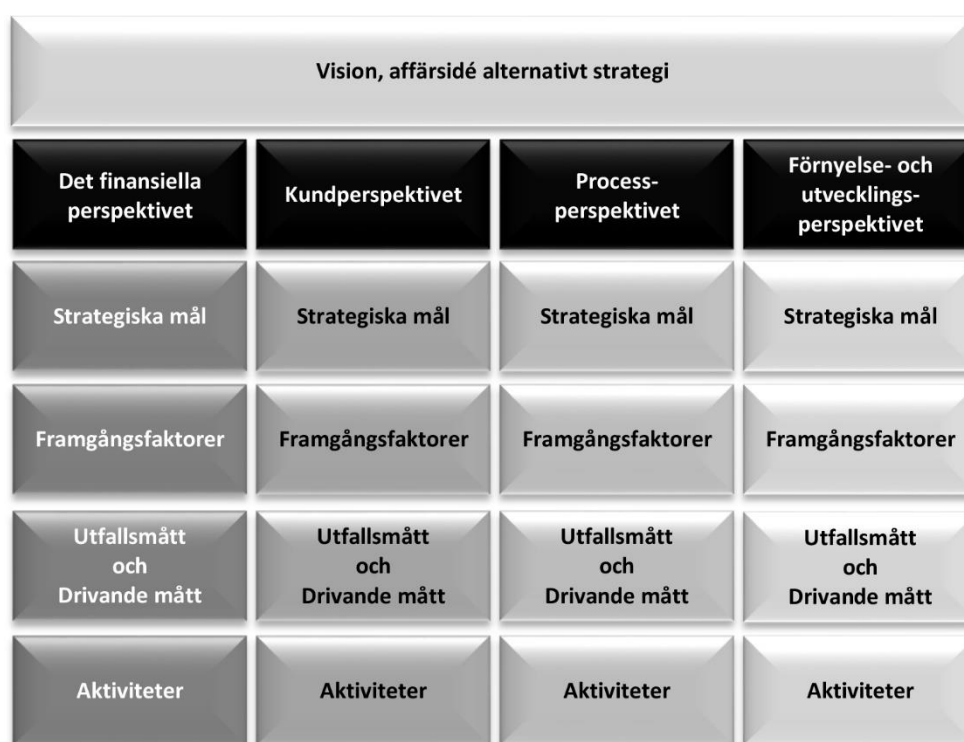 Vision, affärsidé alternativt strategi
Det finansiella
perspektivet
Kundperspektivet
Process-
perspektivet
Förnyelse- och
utvecklings-
perspektivet
Strategiska mål
Strategiska mål
Strategiska mål
Strategiska mål
Framgångsfaktorer
Framgångsfaktorer
Framgångsfaktorer
Framgångsfaktorer
Utfallsmått
och
Drivande mått
Utfallsmått
och
Drivande mått
Utfallsmått
och
Drivande mått
Utfallsmått
och
Drivande mått
Aktiviteter
Aktiviteter
Aktiviteter
Aktiviteter